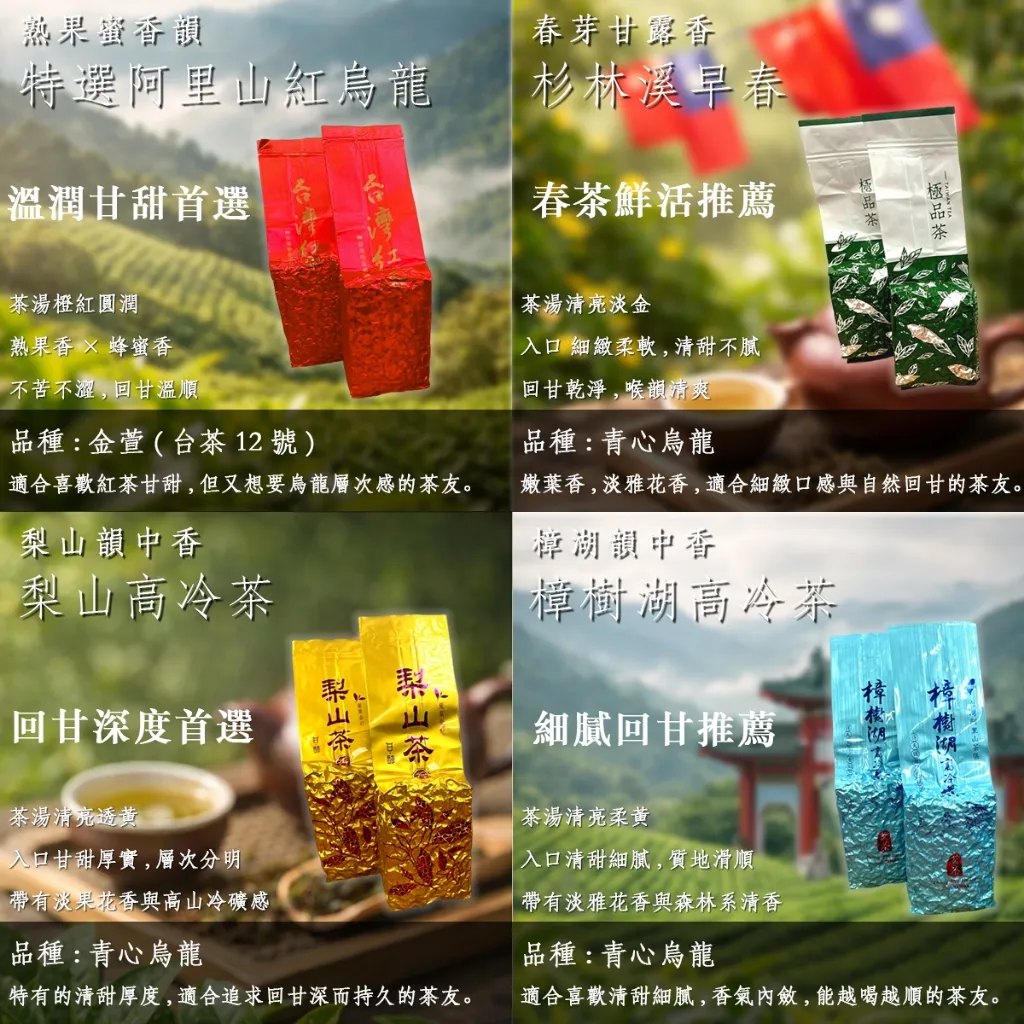 熟果蜜香韻
特選阿里山紅烏龍
溫潤甘甜首選
台灣紅
台灣紅
茶湯橙紅圓潤
熟果香 × 蜂蜜香
不苦不澀,回甘溫順
品種:金萱(台茶 12 號)
適合喜歡紅茶甘甜,但又想要烏龍層次感的茶友。
春芽甘露香
杉林溪早春
春茶鮮活推薦
極品茶
極品茶
茶湯清亮淡金
入口 細緻柔軟,清甜不膩
回甘乾淨,喉韻清爽
品種:青心烏龍
嫩葉香,淡雅花香,適合細緻口感與自然回甘的茶友。
梨山韻中香
梨山高冷茶
回甘深度首選
梨山茶
梨山茶
茶湯清亮透黃
入口甘甜厚實,層次分明
帶有淡果花香與高山冷礦感
品種:青心烏龍
特有的清甜厚度,適合追求回甘深而持久的茶友。
樟湖韻中香
樟樹湖高冷茶
細膩回甘推薦
樟樹湖
樟樹湖
茶湯清亮柔黃
入口清甜細膩,質地滑順
帶有淡雅花香與森林系清香
品種:青心烏龍
適合喜歡清甜細膩,香氣內斂,能越喝越順的茶友。